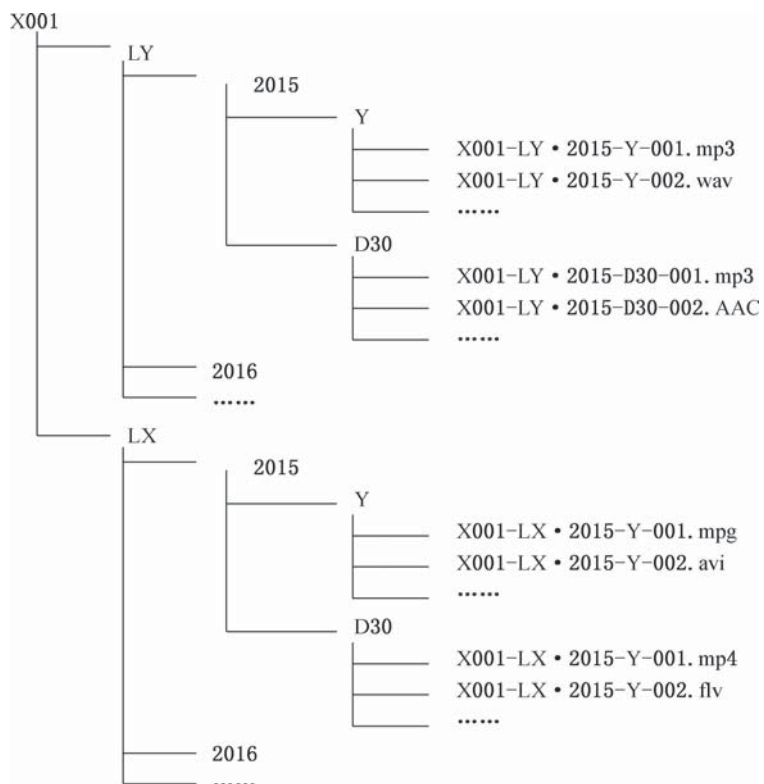 X001
LY
2015
Y
X001-LY·2015-Y-001.mp3
X001-LY·2015-Y-002.wav
……
D30
X001-LY·2015-D30-001.mp3
X001-LY·2015-D30-002.AAC
……
2016
……
LX
2015
Y
X001-LX·2015-Y-001.mpg
X001-LX·2015-Y-002.avi
……
D30
X001-LX·2015-Y-001.mp4
X001-LX·2015-Y-002.flv
……
2016
……